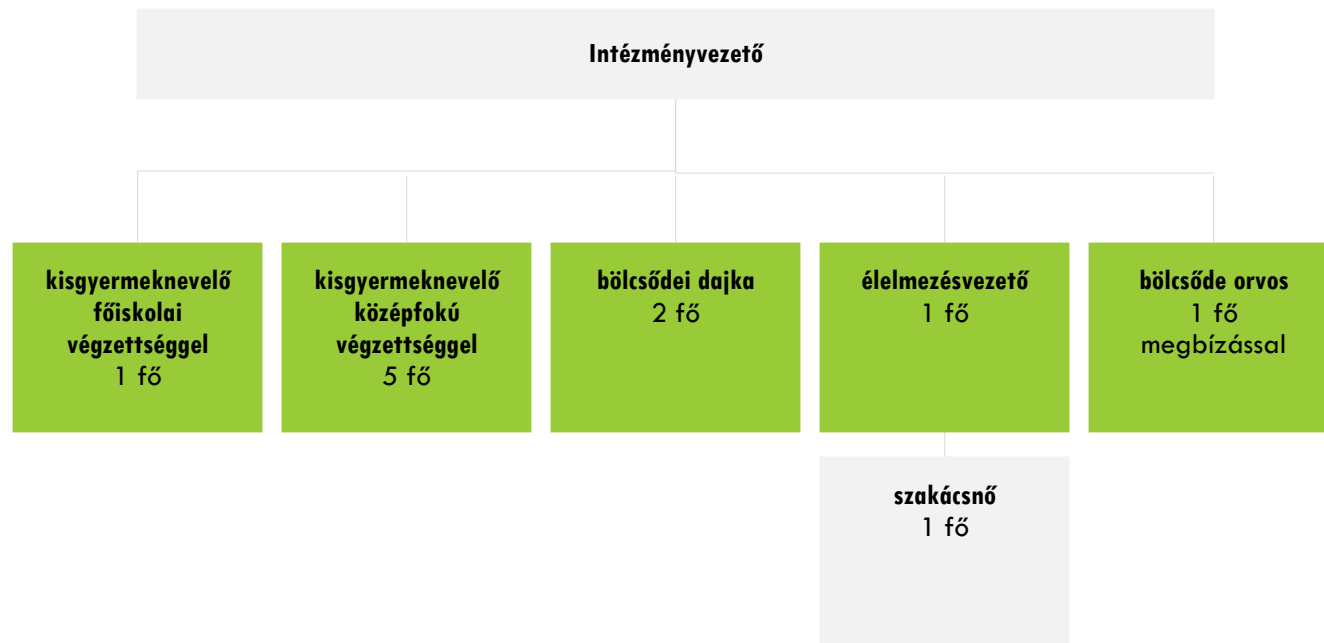 Intézményvezető
kisgyermeknevelő
főiskolai
végzettséggel
1 fő
kisgyermeknevelő
középfokú
végzettséggel
5 fő
bölcsődei dajka
2 fő
élelmezésvezető
1 fő
bölcsőde orvos
1 fő
megbízással
szakácsnő
1 fő